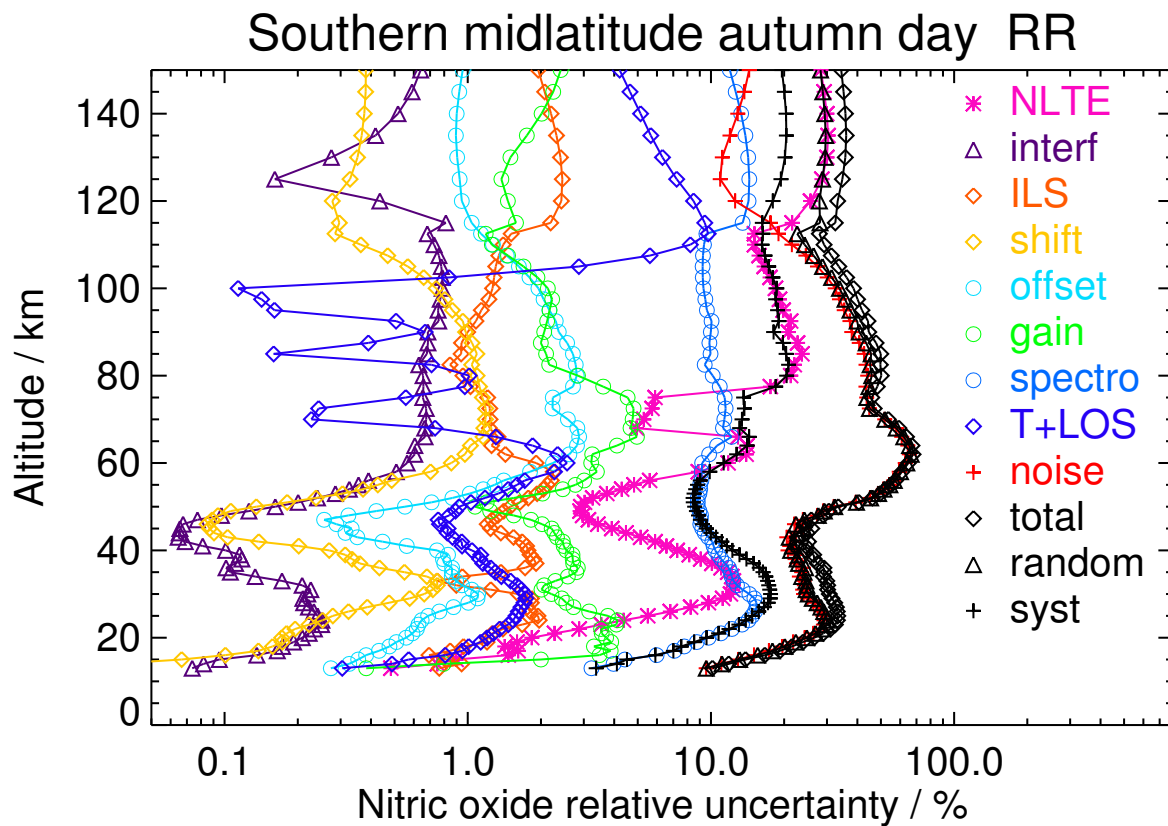 Southern midlatitude autumn day RR
Altitude / km
140
120
100
80
60
40
20
0
NLTE
interf
ILS
shift
offset
gain
spectro
T+LOS
noise
total
random
syst
0.1 1.0 10.0 100.0
Nitric oxide relative uncertainty / %